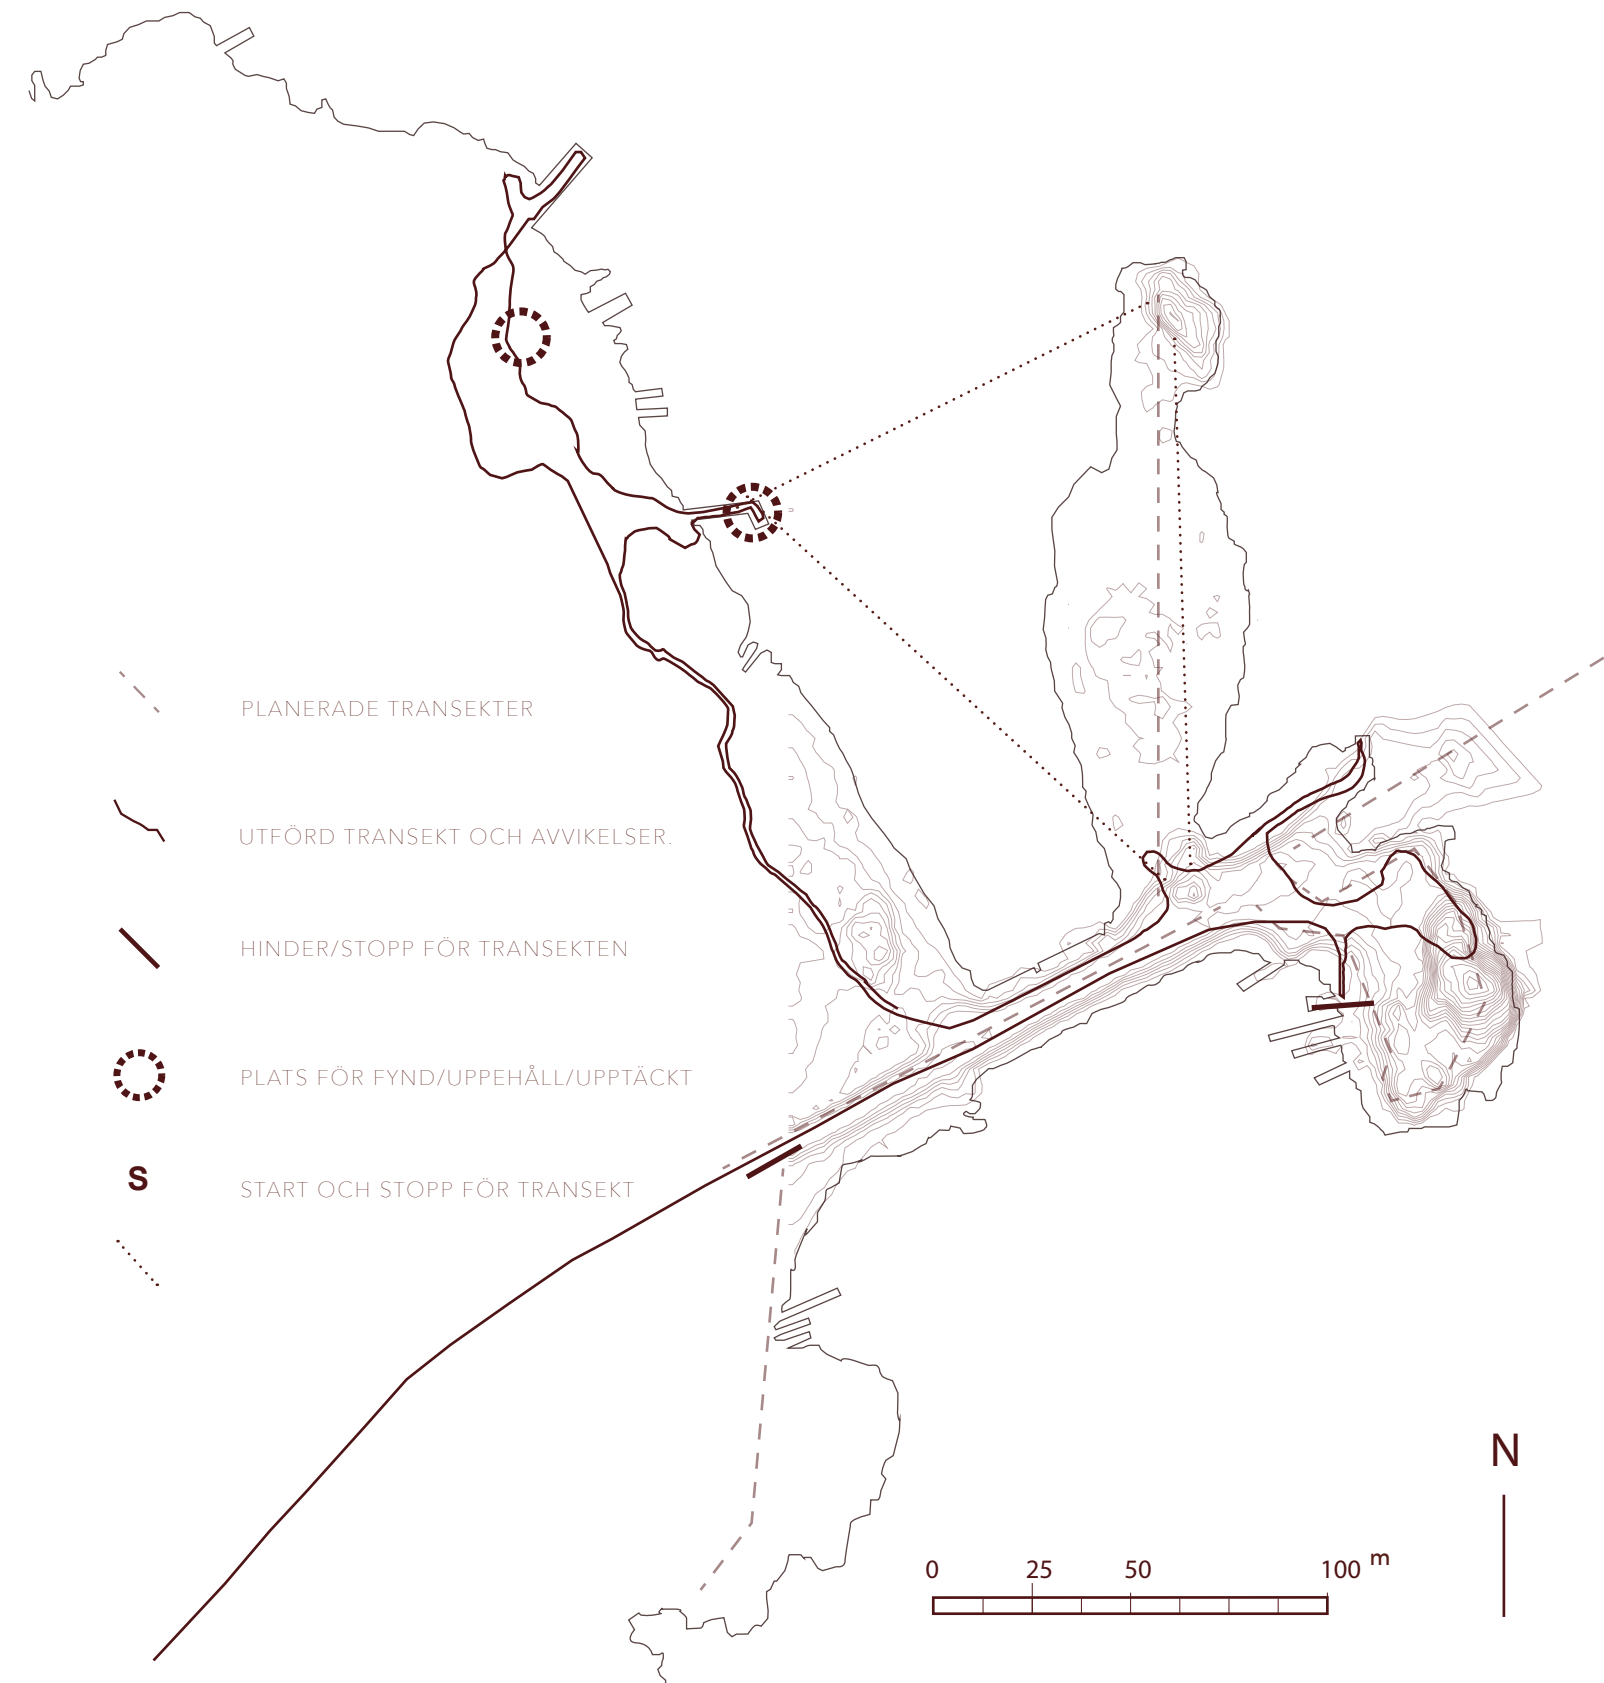 PLANERADE TRANSEKTER
UTFÖRD TRANSEKT OCH AVVIKELSER.
HINDER/STOPP FÖR TRANSEKTEN
PLATS FÖR FYND/UPPEHÅLL/UPPTÄCKT
S
START OCH STOPP FÖR TRANSEKT
N
0 25 50 100 m